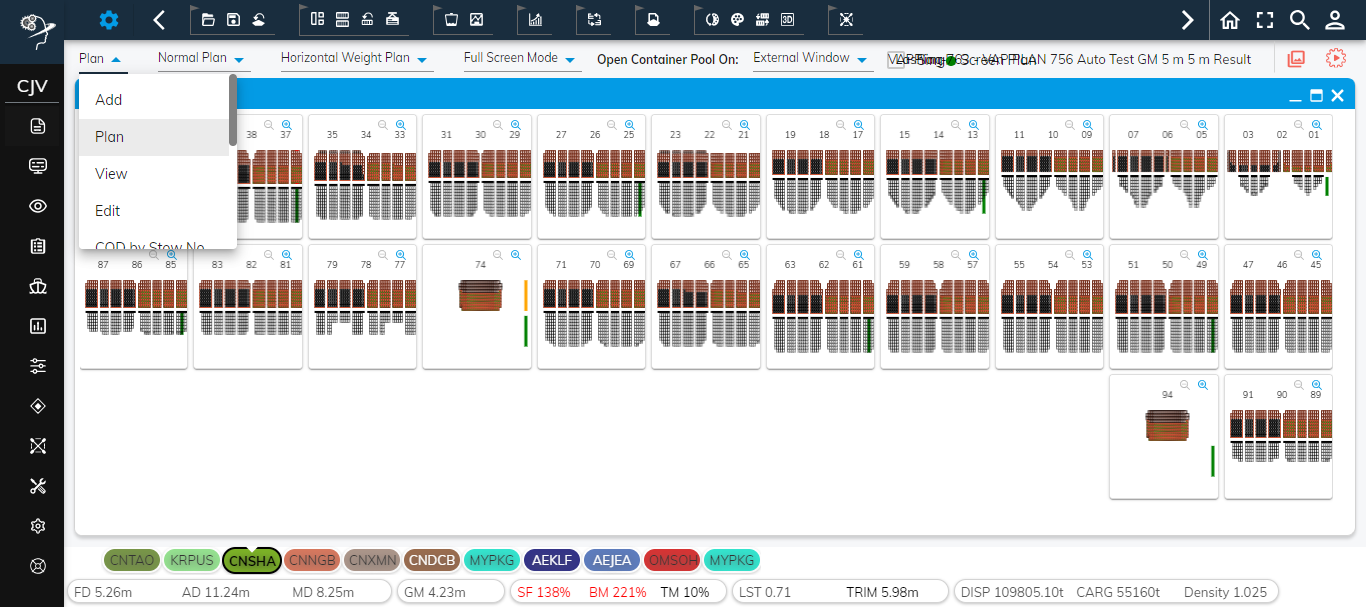 3D
CJV
Plan
Normal Plan
Horizontal Weight Plan
Full Screen Mode
Open Container Pool On:
External Window
VAPPLAN 756 Auto Test GM 5 m 5 m Result
Add
Plan
View
Edit
COD by Stow No
38 37
35 34 33
31 30 29
27 26 25
23 22 21
19 18 17
15 14 13
11 10 09
07 06 05
03 02 01
87 86 85
83 82 81
79 78 77
74
71 70 69
67 66 65
63 62 61
59 58 57
55 54 53
51 50 49
47 46 45
94
91 90 89
CNTAO KRPUS CNSHA CNNGB CNXMN CNDCB MYPKG AEKLF AEJEA OMSOH MYPKG
FD 5.26m AD 11.24m MD 8.25m GM 4.23m SF 138% BM 221% TM 10% LST 0.71 TRIM 5.98m DISP 109805.10t CARG 55160t Density 1.025